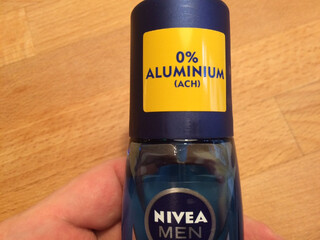 0%
ALUMINIUM
(ACH)
NIVEA
MEN